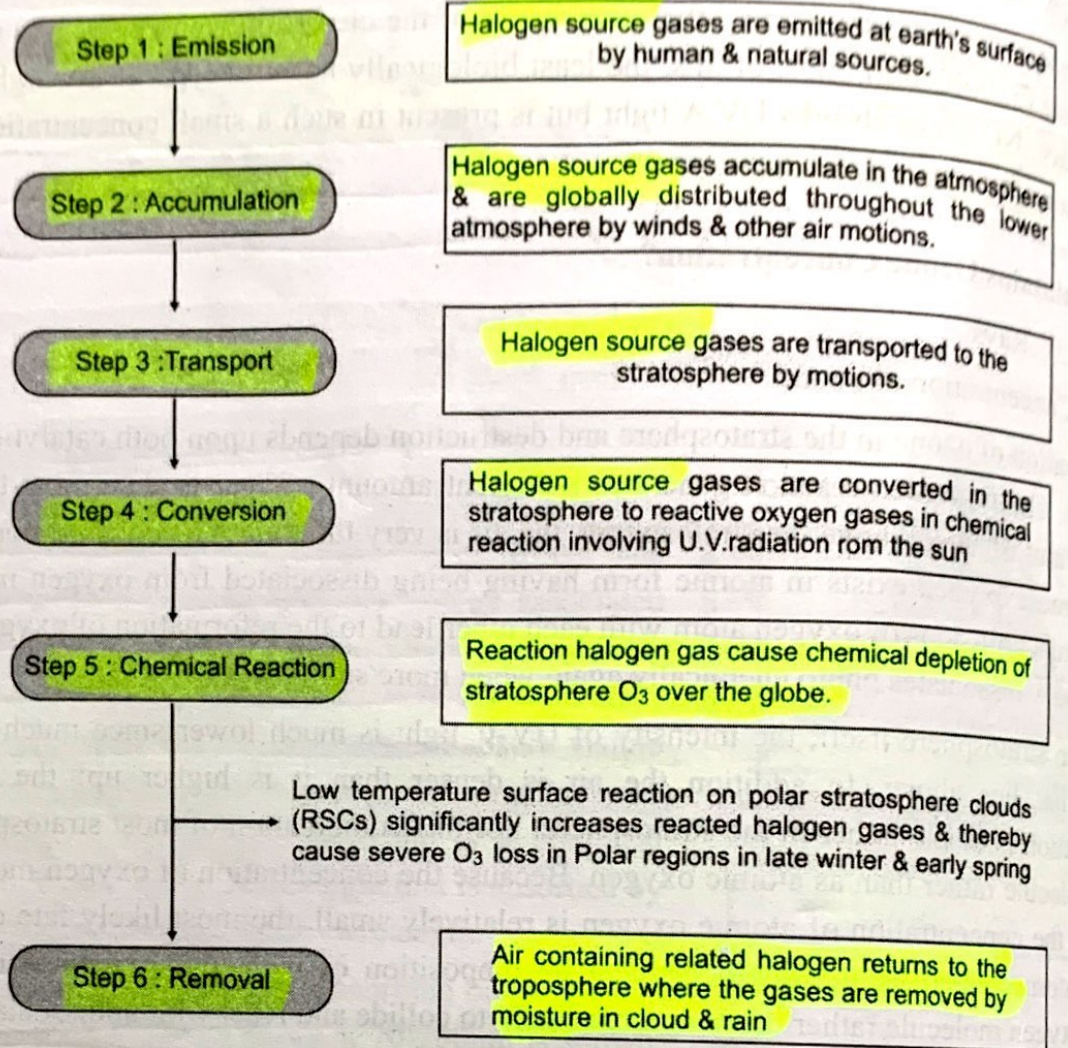 Step 1 : Emission
Halogen source gases are emitted at earth's surface
by human & natural sources.
Step 2 : Accumulation
Halogen source gases accumulate in the atmosphere
& are globally distributed throughout the lower
atmosphere by winds & other air motions.
Step 3 :Transport
Halogen source gases are transported to the
stratosphere by motions.
Step 4 : Conversion
Halogen source gases are converted in the
stratosphere to reactive oxygen gases in chemical
reaction involving U.V.radiation rom the sun
Step 5 : Chemical Reaction
Reaction halogen gas cause chemical depletion of
stratosphere O₃ over the globe.
Low temperature surface reaction on polar stratosphere clouds
(RSCs) significantly increases reacted halogen gases & thereby
cause severe O₃ loss in Polar regions in late winter & early spring
Step 6 : Removal
Air containing related halogen returns to the
troposphere where the gases are removed by
moisture in cloud & rain